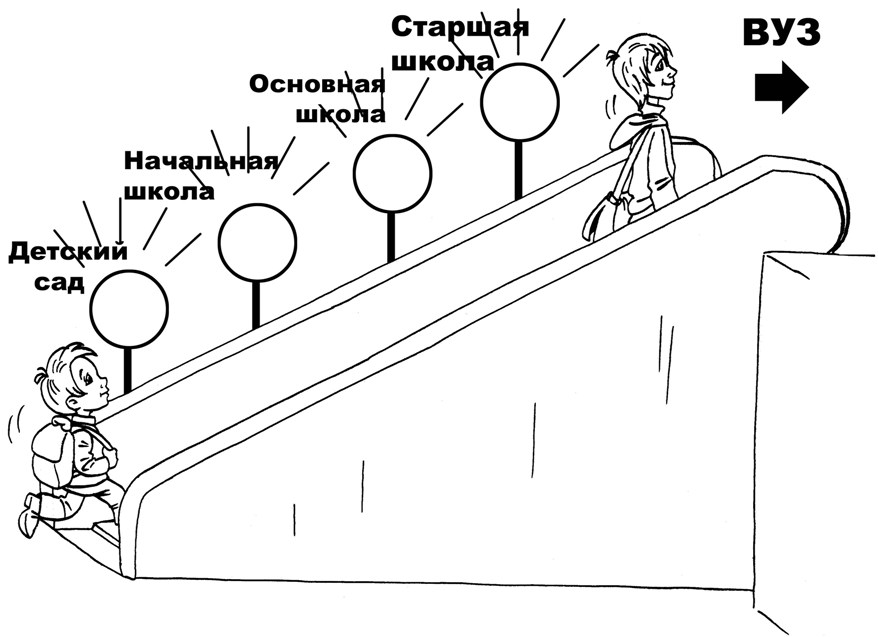 Детский
сад
Начальная
школа
Основная
школа
Старшая
школа
ВУЗ